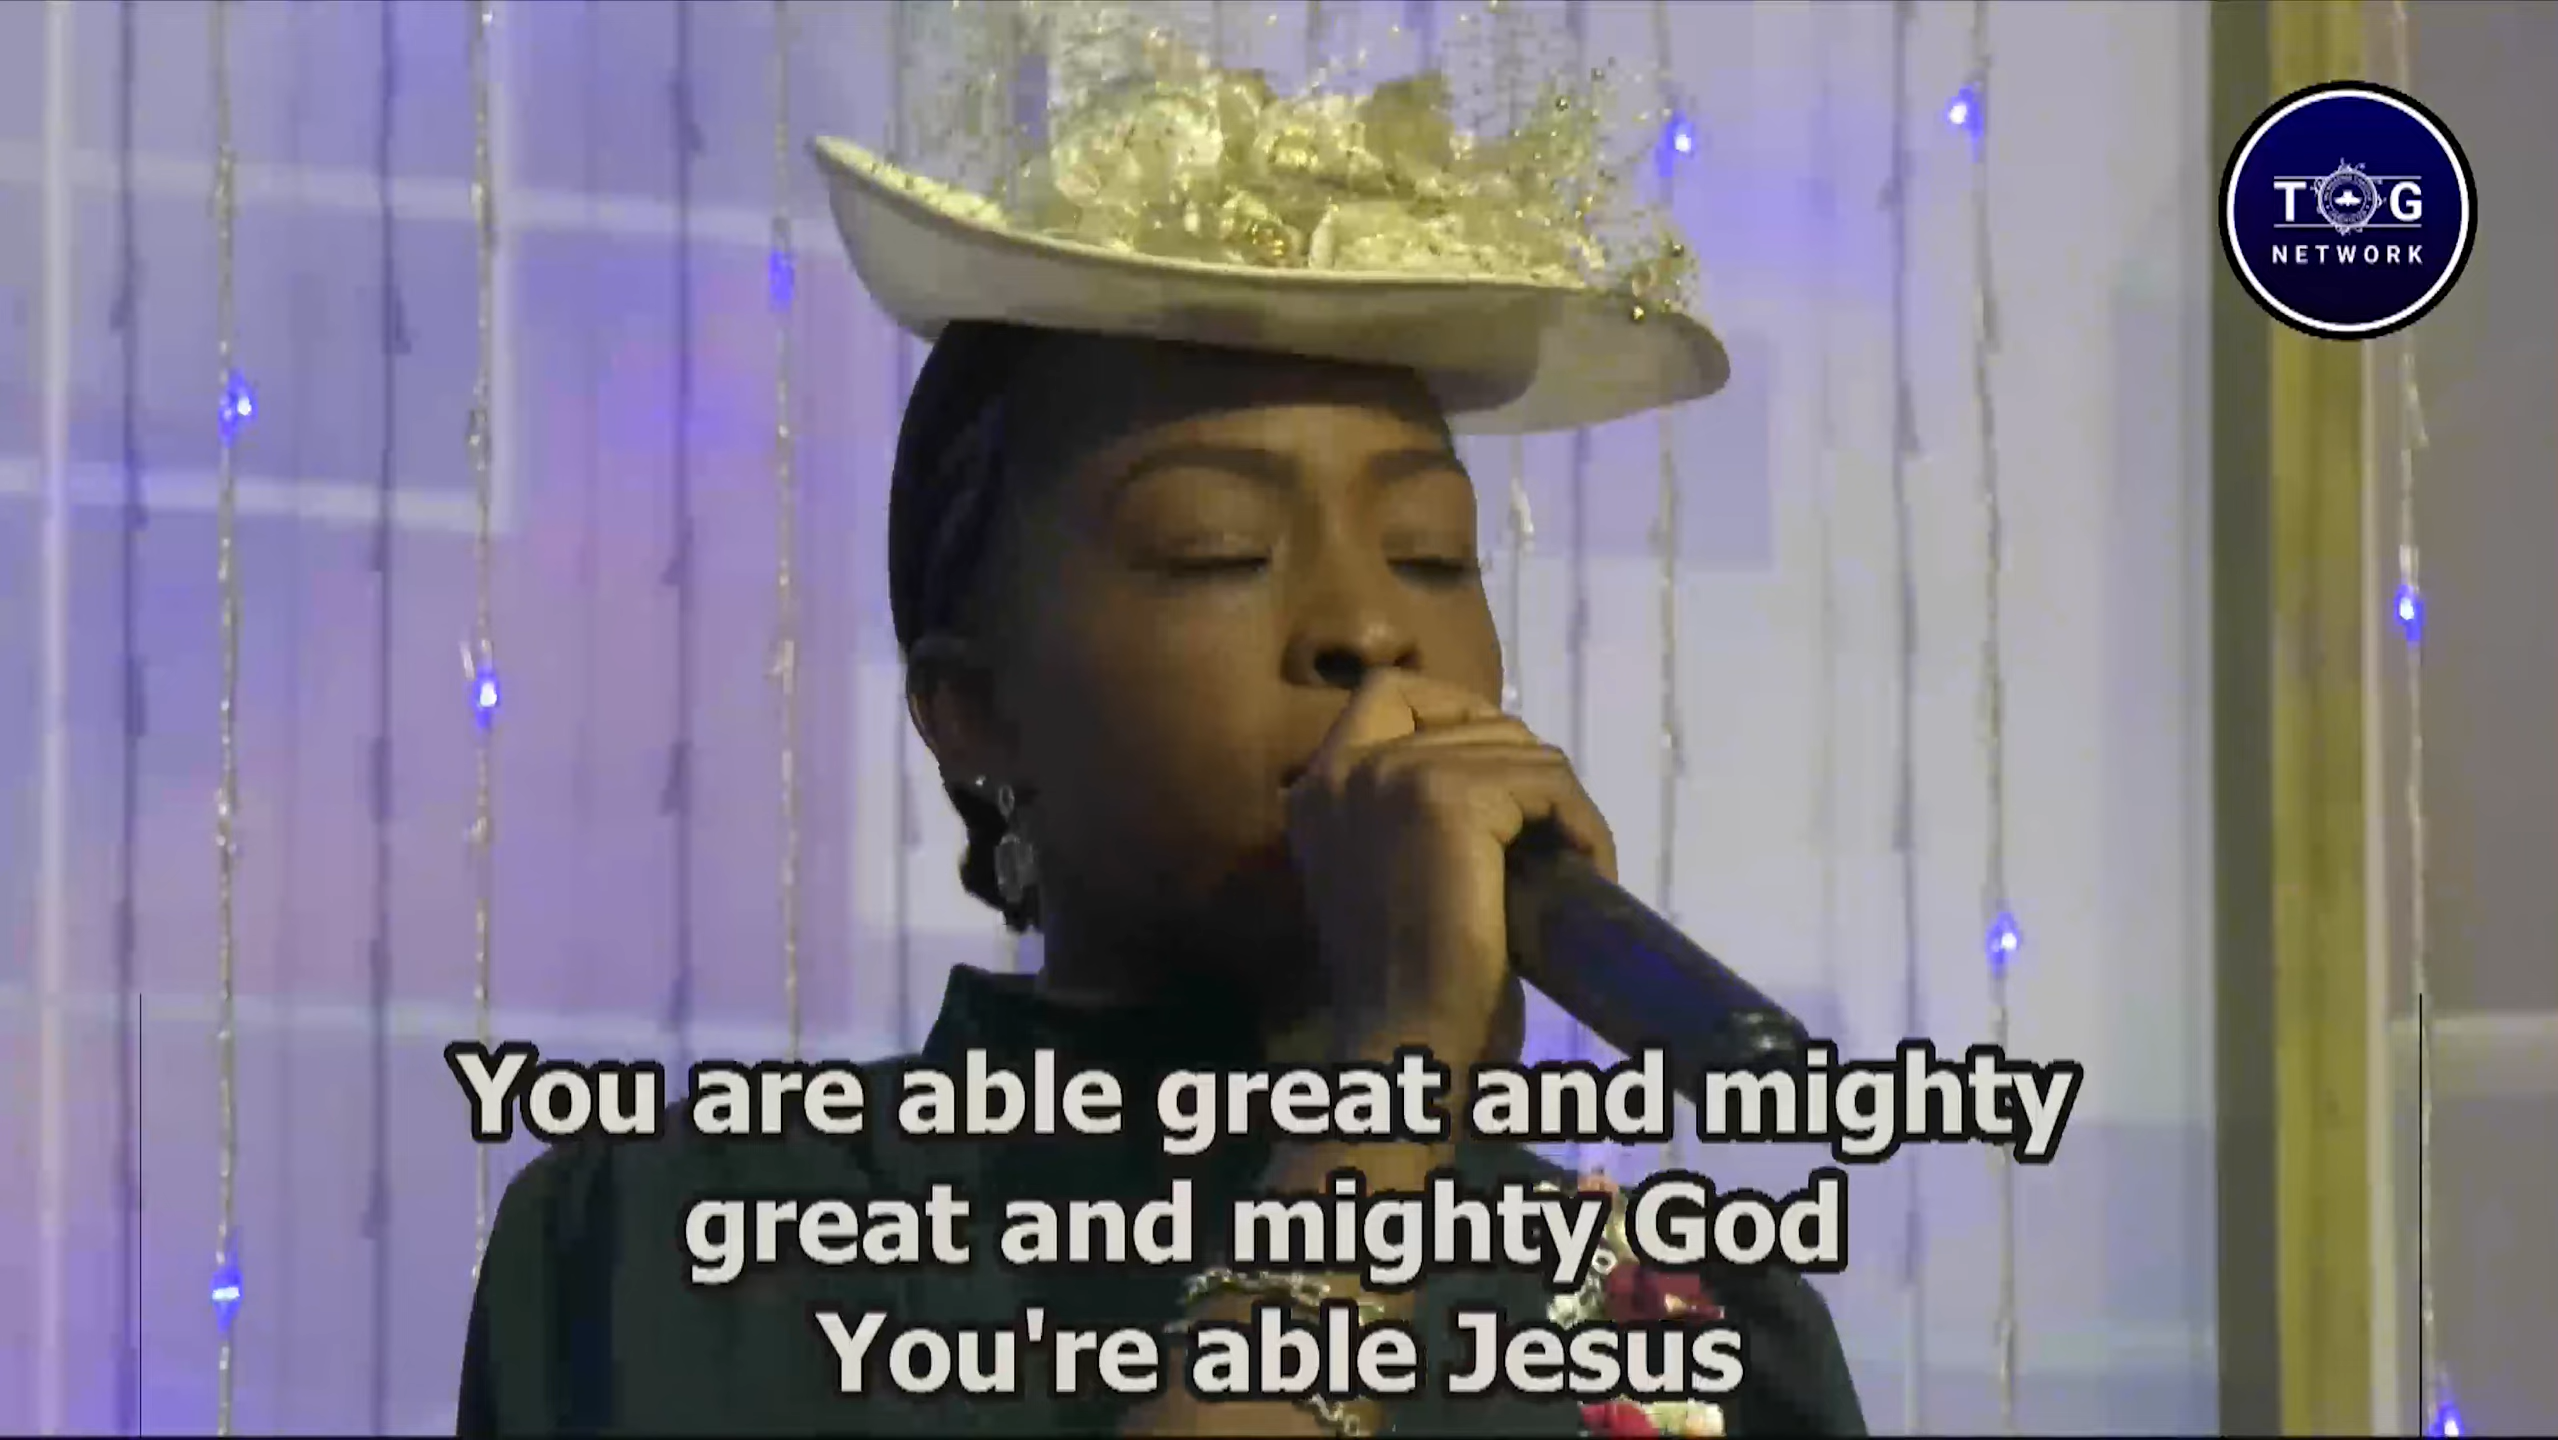 TOG
NETWORK
You are able great and mighty
great and mighty God
You're able Jesus